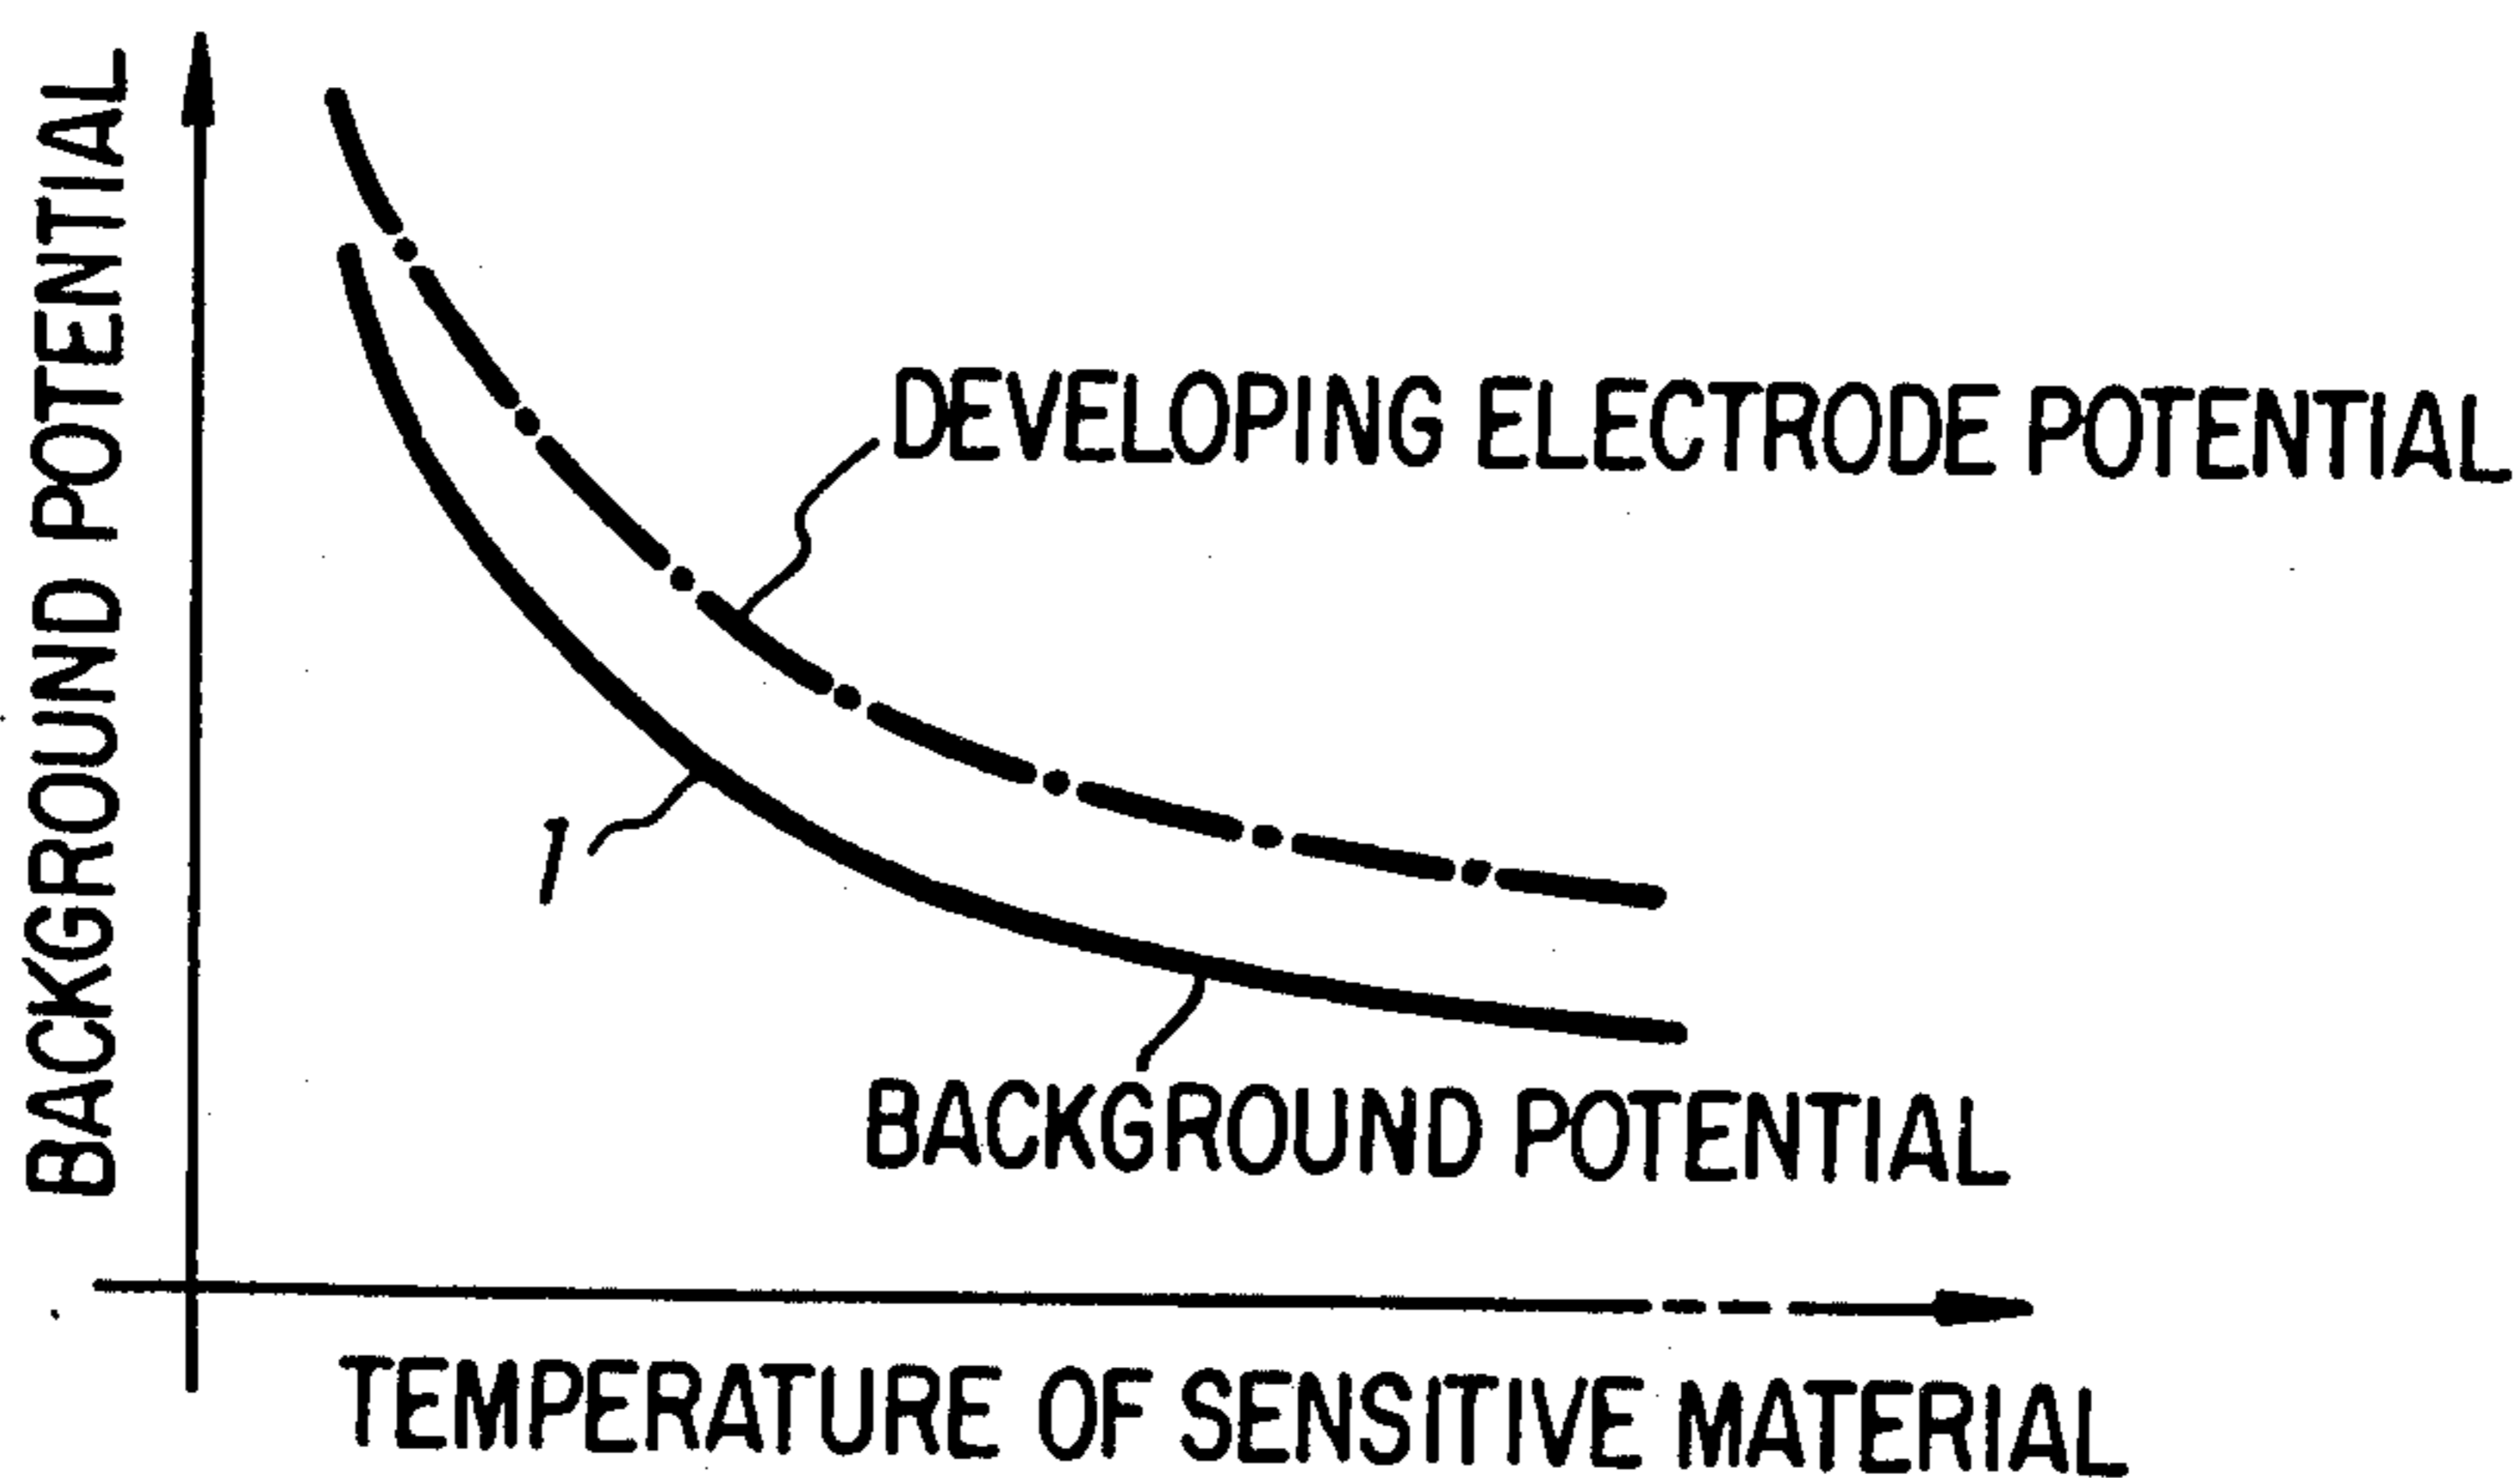 BACKGROUND POTENTIAL
DEVELOPING ELECTRODE POTENTIAL
1
BACKGROUND POTENTIAL
TEMPERATURE OF SENSITIVE MATERIAL